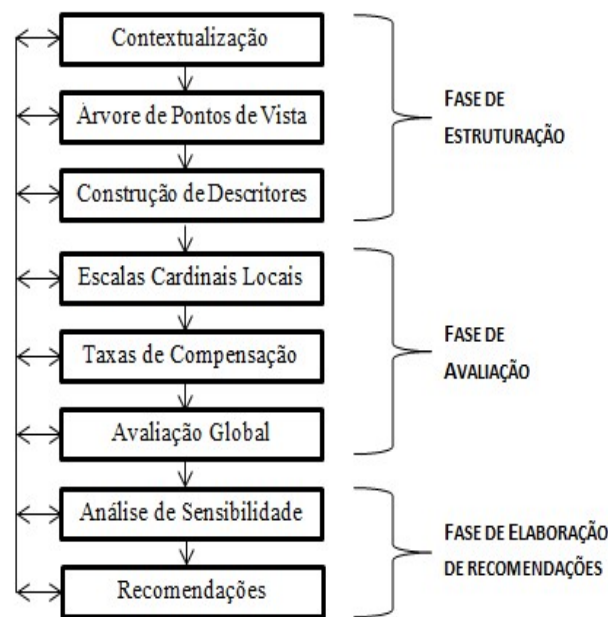 Contextualização
Árvore de Pontos de Vista
Construção de Descritores
FASE DE
ESTRUTURAÇÃO
Escalas Cardinais Locais
Taxas de Compensação
Avaliação Global
FASE DE
AVALIAÇÃO
Análise de Sensibilidade
Recomendações
FASE DE ELABORAÇÃO
DE RECOMENDAÇÕES